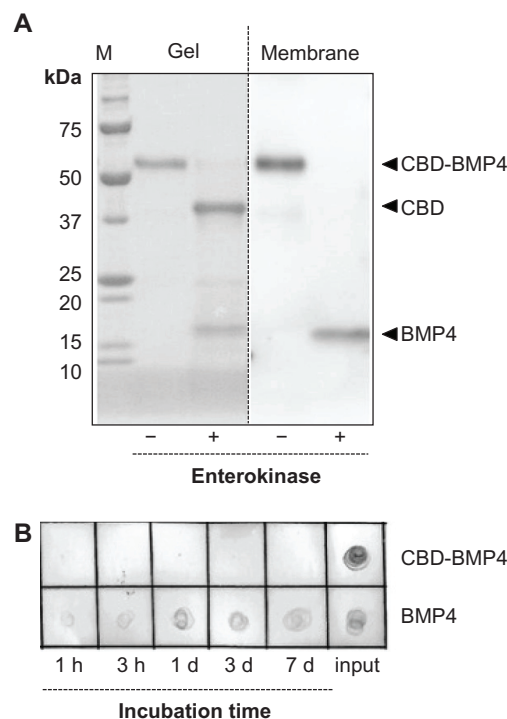 A
M Gel Membrane
kDa
75
50
37
25
20
15
10
◄CBD-BMP4
◄CBD
◄BMP4
− + − +
Enterokinase
B
CBD-BMP4
BMP4
1 h 3 h 1 d 3 d 7 d input
Incubation time